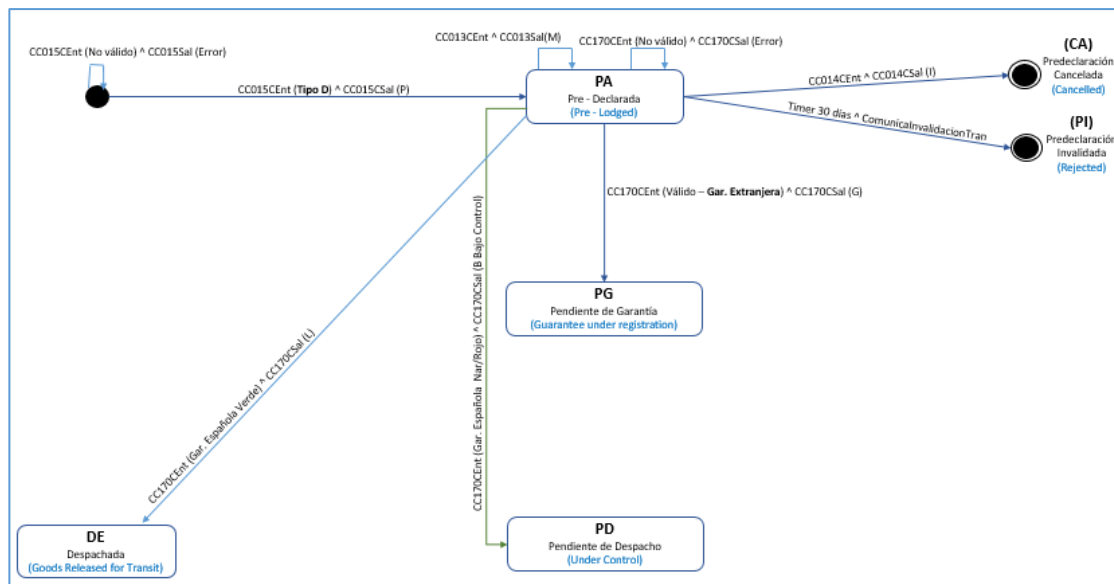 CC015CEnt (No válido) ^ CC015Sal (Error)
CC013CEnt ^ CC013Sal(M)
CC170CEnt (No válido) ^ CC170CSal (Error)
(CA)
Predeclaración
Cancelada
(Cancelled)
CC015CEnt (Tipo D) ^ CC015CSal (P)
PA
Pre - Declarada
(Pre - Lodged)
CC014CEnt ^ CC014CSal (I)
Timer 30 días ^ ComunicaInvalidacionTran
(PI)
Predeclaración
Invalidada
(Rejected)
CC170CEnt (Válido – Gar. Extranjera) ^ CC170CSal (G)
PG
Pendiente de Garantía
(Guarantee under registration)
CC170CEnt (Gar. Española Verde) ^ CC170CSal (L)
CC170CEnt (Gar. Española Nar/Rojo) ^ CC170CSal (B Bajo Control)
DE
Despachada
(Goods Released for Transit)
PD
Pendiente de Despacho
(Under Control)